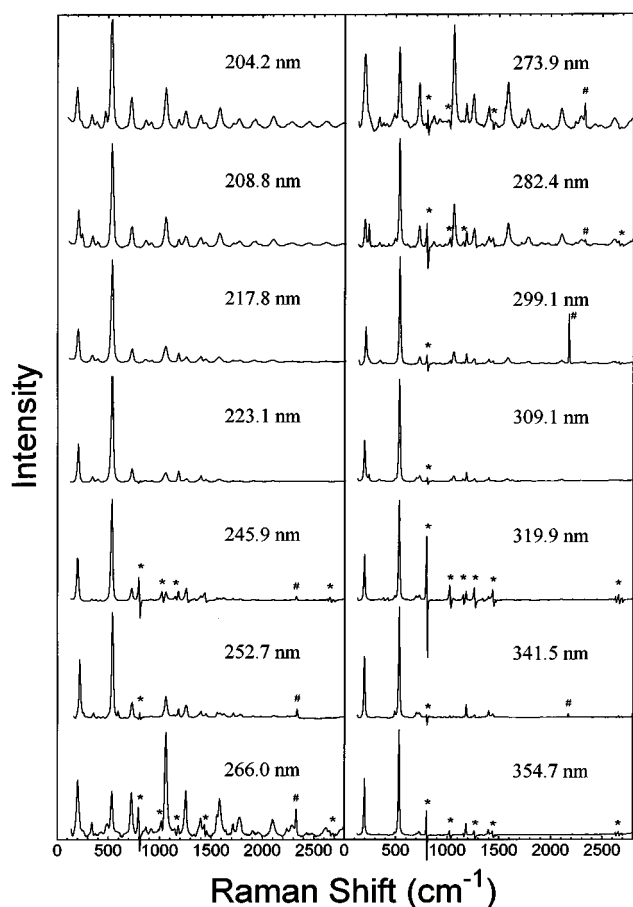 Intensity
204.2 nm
208.8 nm
217.8 nm
223.1 nm
245.9 nm
* * * # *
252.7 nm
* #
266.0 nm
* * * * # *
273.9 nm
* * * #
282.4 nm
* * * # *
299.1 nm
* #
309.1 nm
*
319.9 nm
* * * * * *
341.5 nm
* #
354.7 nm
* * * * *
0 500 1000 1500 2000 2500 0 500 1000 1500 2000 2500
Raman Shift (cm⁻¹)